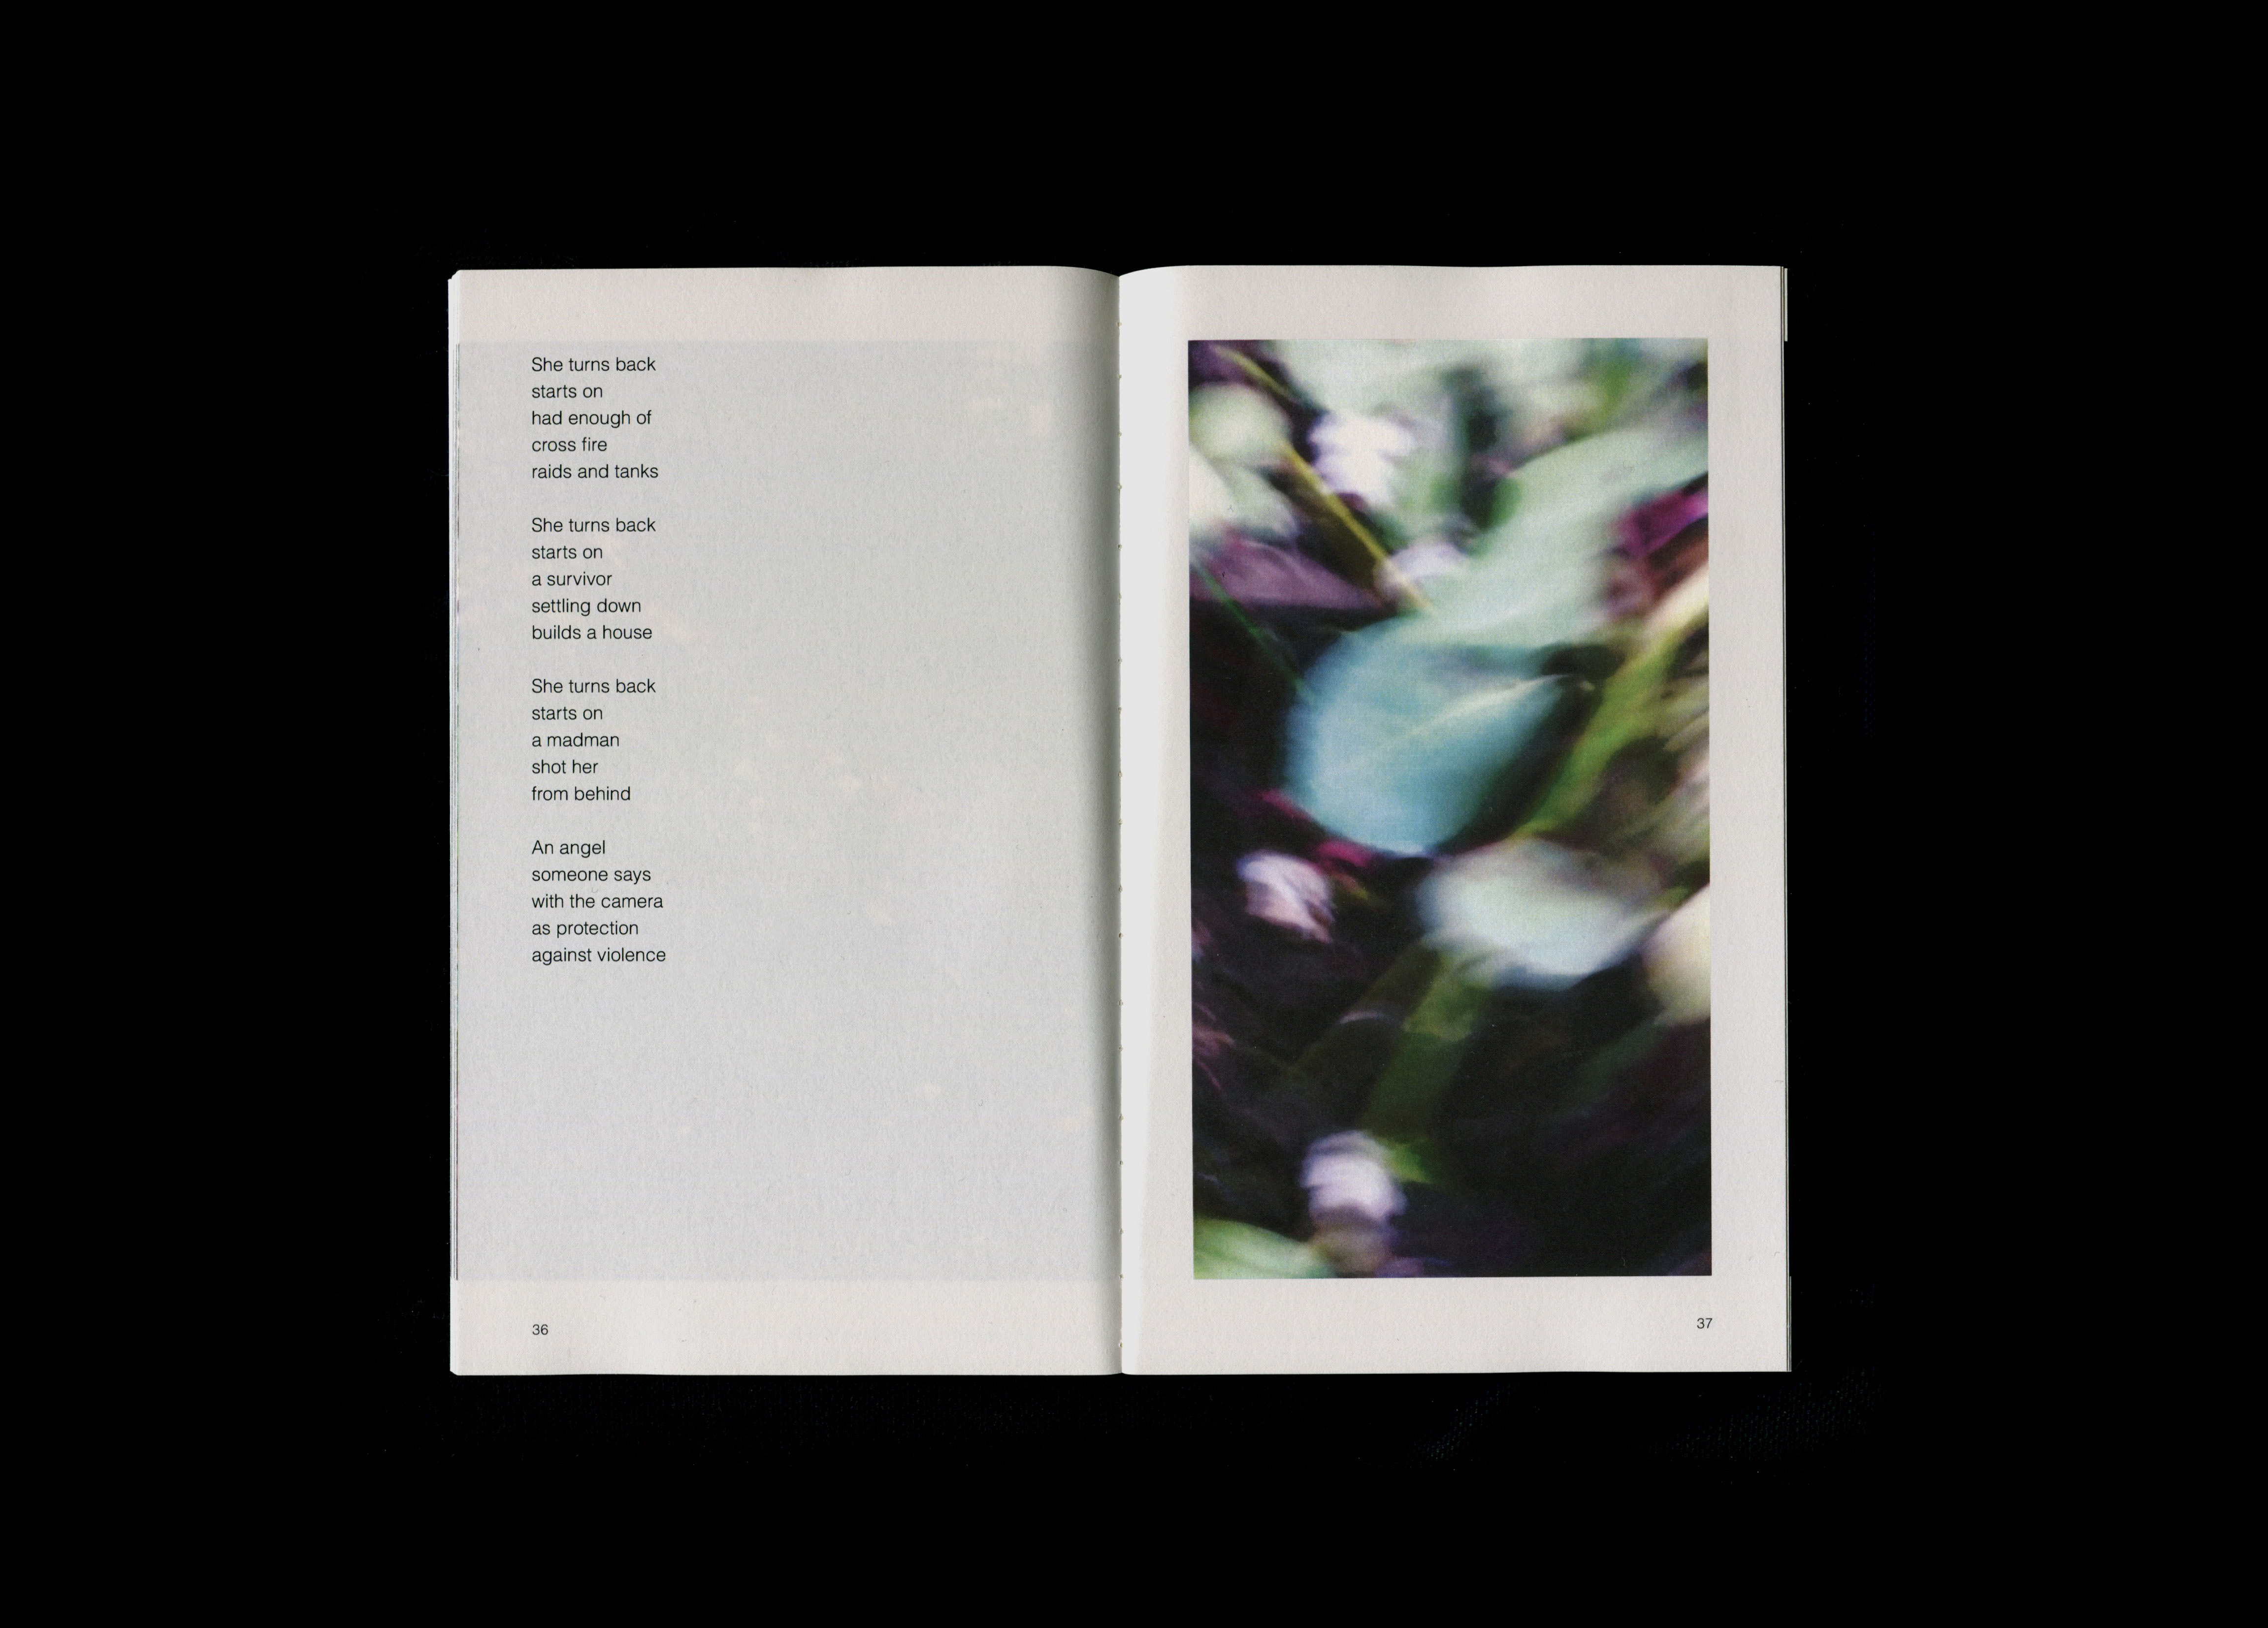 She turns back
starts on
had enough of
cross fire
raids and tanks

She turns back
starts on
a survivor
settling down
builds a house

She turns back
starts on
a madman
shot her
from behind

An angel
someone says
with the camera
as protection
against violence

36
37